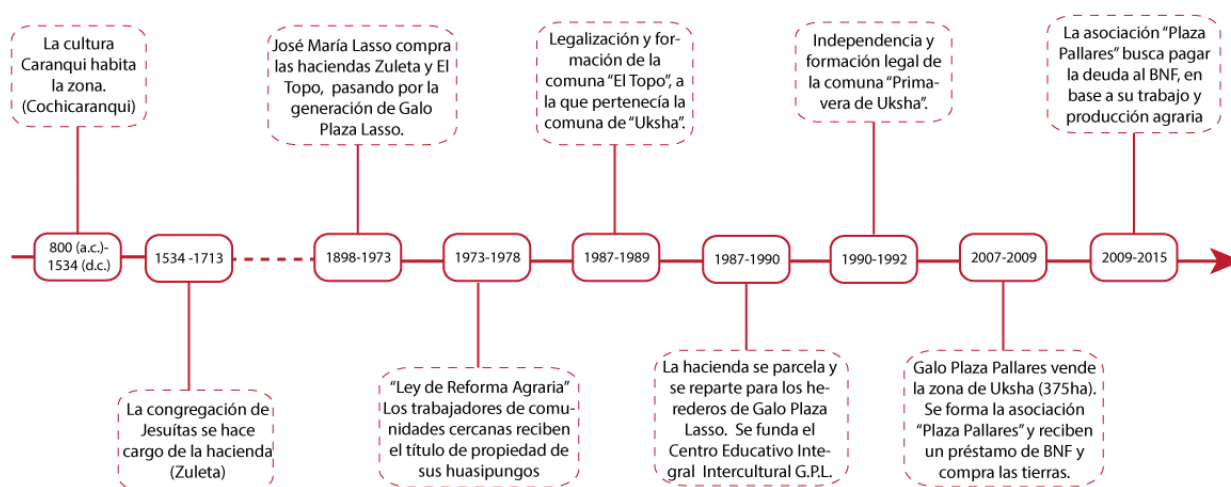 La cultura
Caranqui habita
la zona.
(Cochicaranqui)
José María Lasso compra
las haciendas Zuleta y El
Topo, pasando por la
generación de Galo
Plaza Lasso.
Legalización y for-
mación de la
comuna “El Topo”, a
la que pertenecía la
comuna de “Uksha”.
Independencia y
formación legal de
la comuna “Prima-
vera de Uksha”.
La asociación “Plaza
Pallares” busca pagar
la deuda al BNF, en
base a su trabajo y
producción agraria
800 (a.c.)-
1534 (d.c.)
1534 -1713
1898-1973
1973-1978
1987-1989
1987-1990
1990-1992
2007-2009
2009-2015
La congregación de
Jesuítas se hace
cargo de la hacienda
(Zuleta)
“Ley de Reforma Agraria”
Los trabajadores de comu-
nidades cercanas reciben
el título de propiedad de
sus huasipungos
La hacienda se parcela y
se reparte para los he-
rederos de Galo Plaza
Lasso. Se funda el
Centro Educativo Inte-
gral Intercultural G.P.L.
Galo Plaza Pallares vende
la zona de Uksha (375ha).
Se forma la asociación
“Plaza Pallares” y reciben
un préstamo de BNF y
compra las tierras.